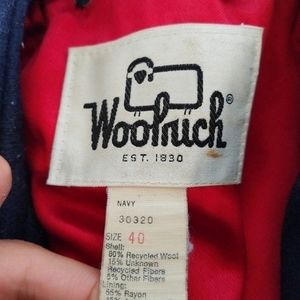 Woolrich®
EST. 1830
NAVY
30320
SIZE 40
Shell:
80% Recycled Wool
15% Unknown
Recycled Fibers
5% Other Fibers
Lining:
55% Rayon